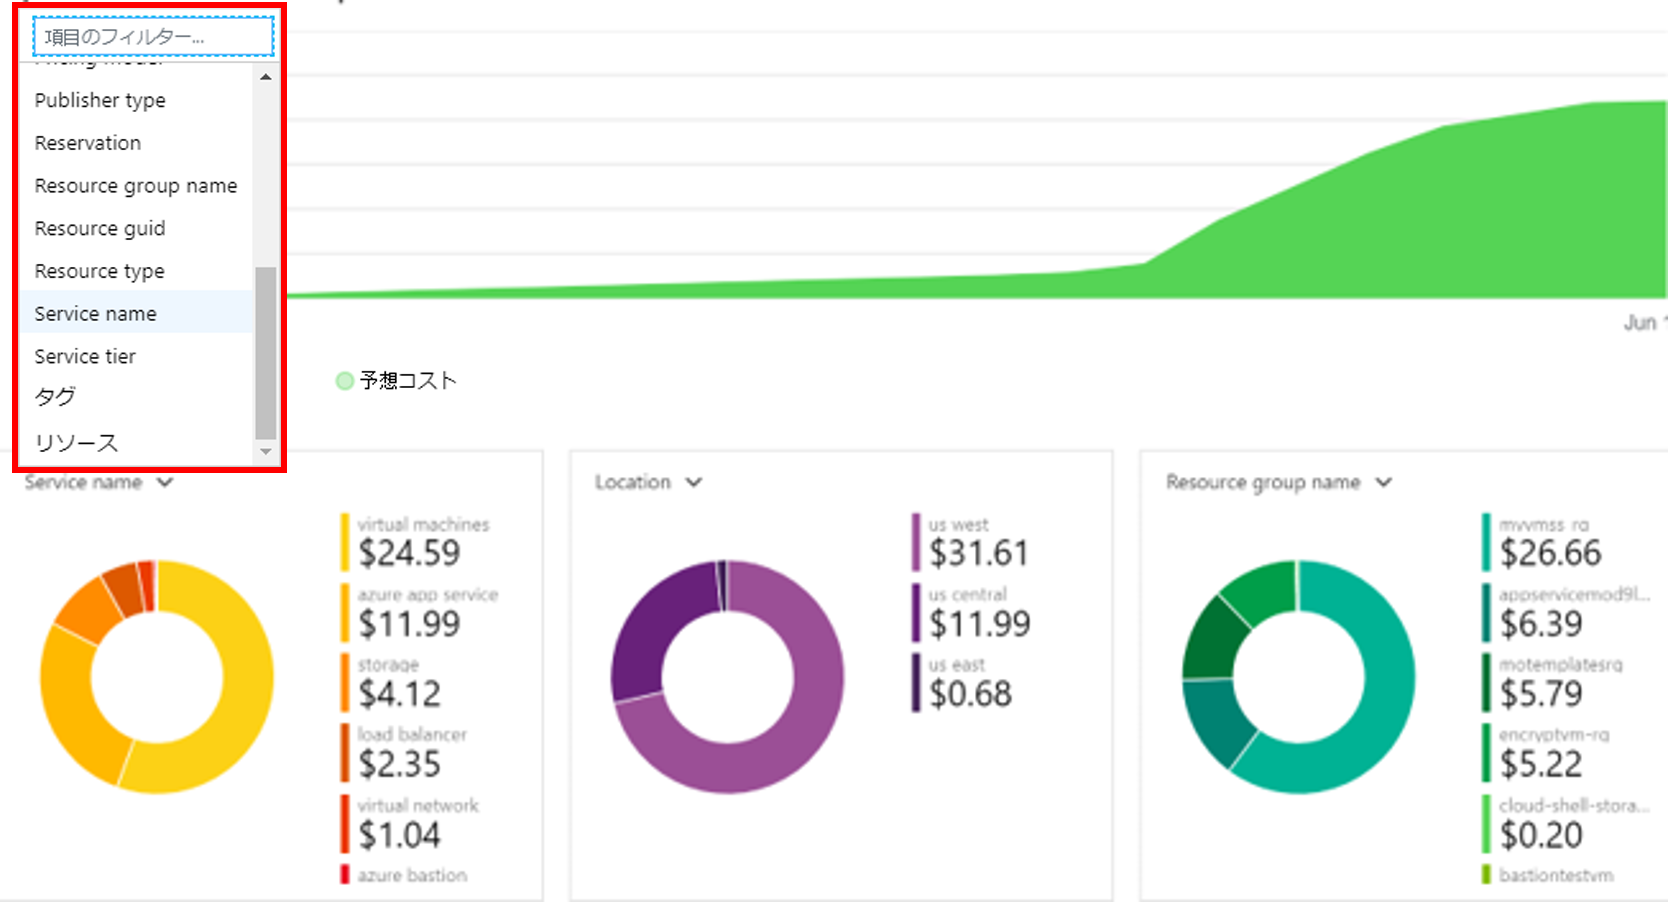 項目のフィルター...
Pricing model
Publisher type
Reservation
Resource group name
Resource guid
Resource type
Service name
Service tier
タグ
リソース
Jun
予想コスト
Service name
virtual machines
$24.59
azure app service
$11.99
storage
$4.12
load balancer
$2.35
virtual network
$1.04
azure bastion
Location
us west
$31.61
us central
$11.99
us east
$0.68
Resource group name
myvmss_rg
$26.66
appservicemod9l...
$6.39
motemplatesrg
$5.79
encryptvm-rg
$5.22
cloud-shell-stora...
$0.20
bastiontestvm